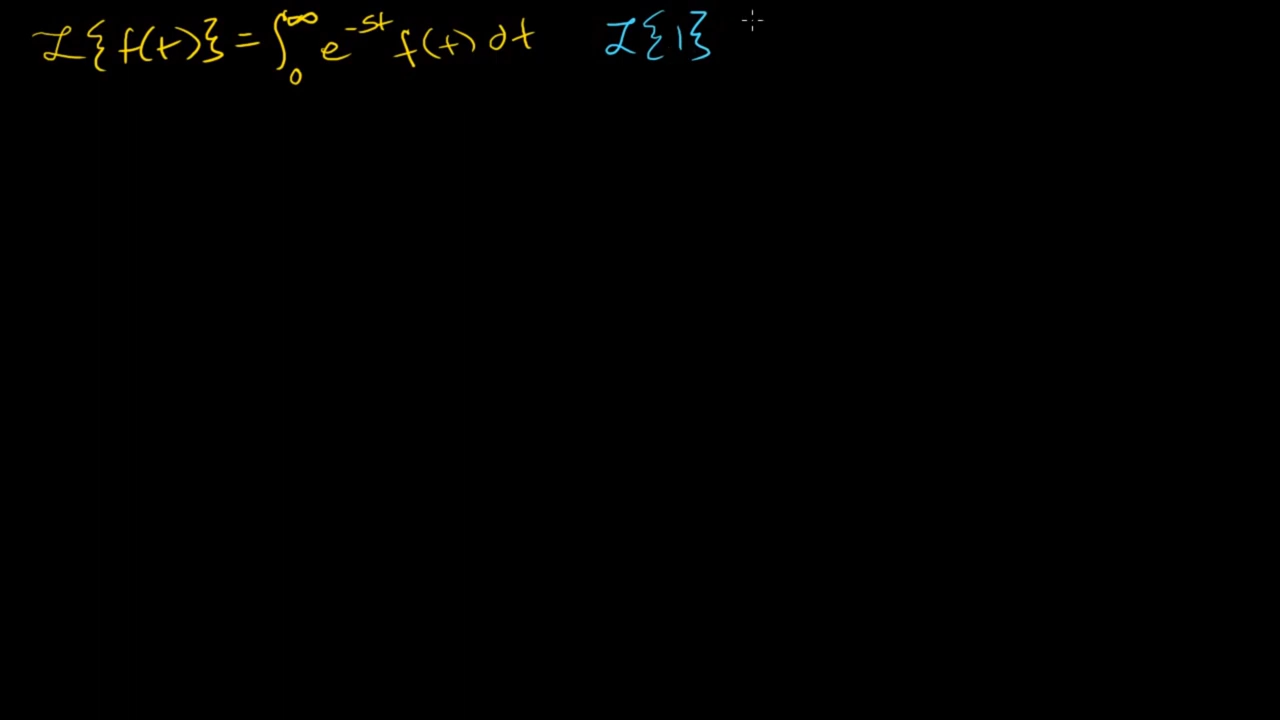 ℒ{f(t)} = ∫₀^∞ e^(-st) f(t) dt ℒ{1}